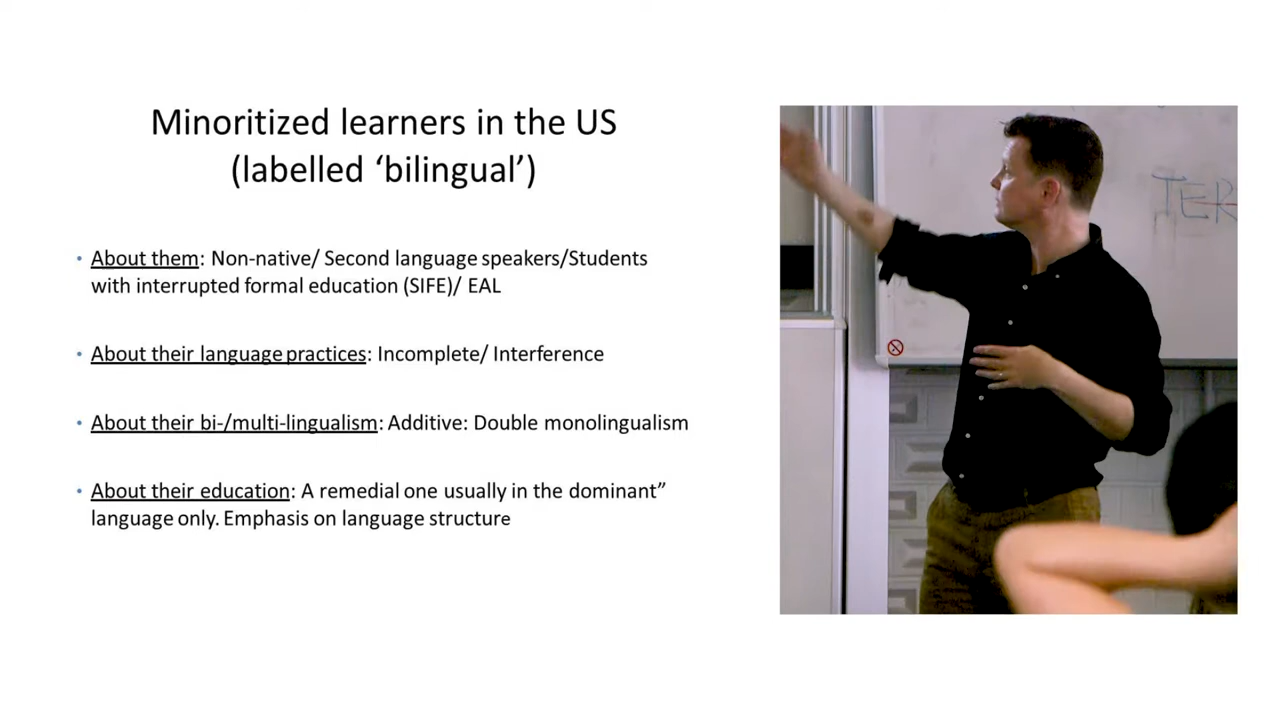 Minoritized learners in the US
(labelled ‘bilingual’)
• About them: Non-native/ Second language speakers/Students
with interrupted formal education (SIFE)/ EAL
• About their language practices: Incomplete/ Interference
• About their bi-/multi-lingualism: Additive: Double monolingualism
• About their education: A remedial one usually in the dominant”
language only. Emphasis on language structure
TER